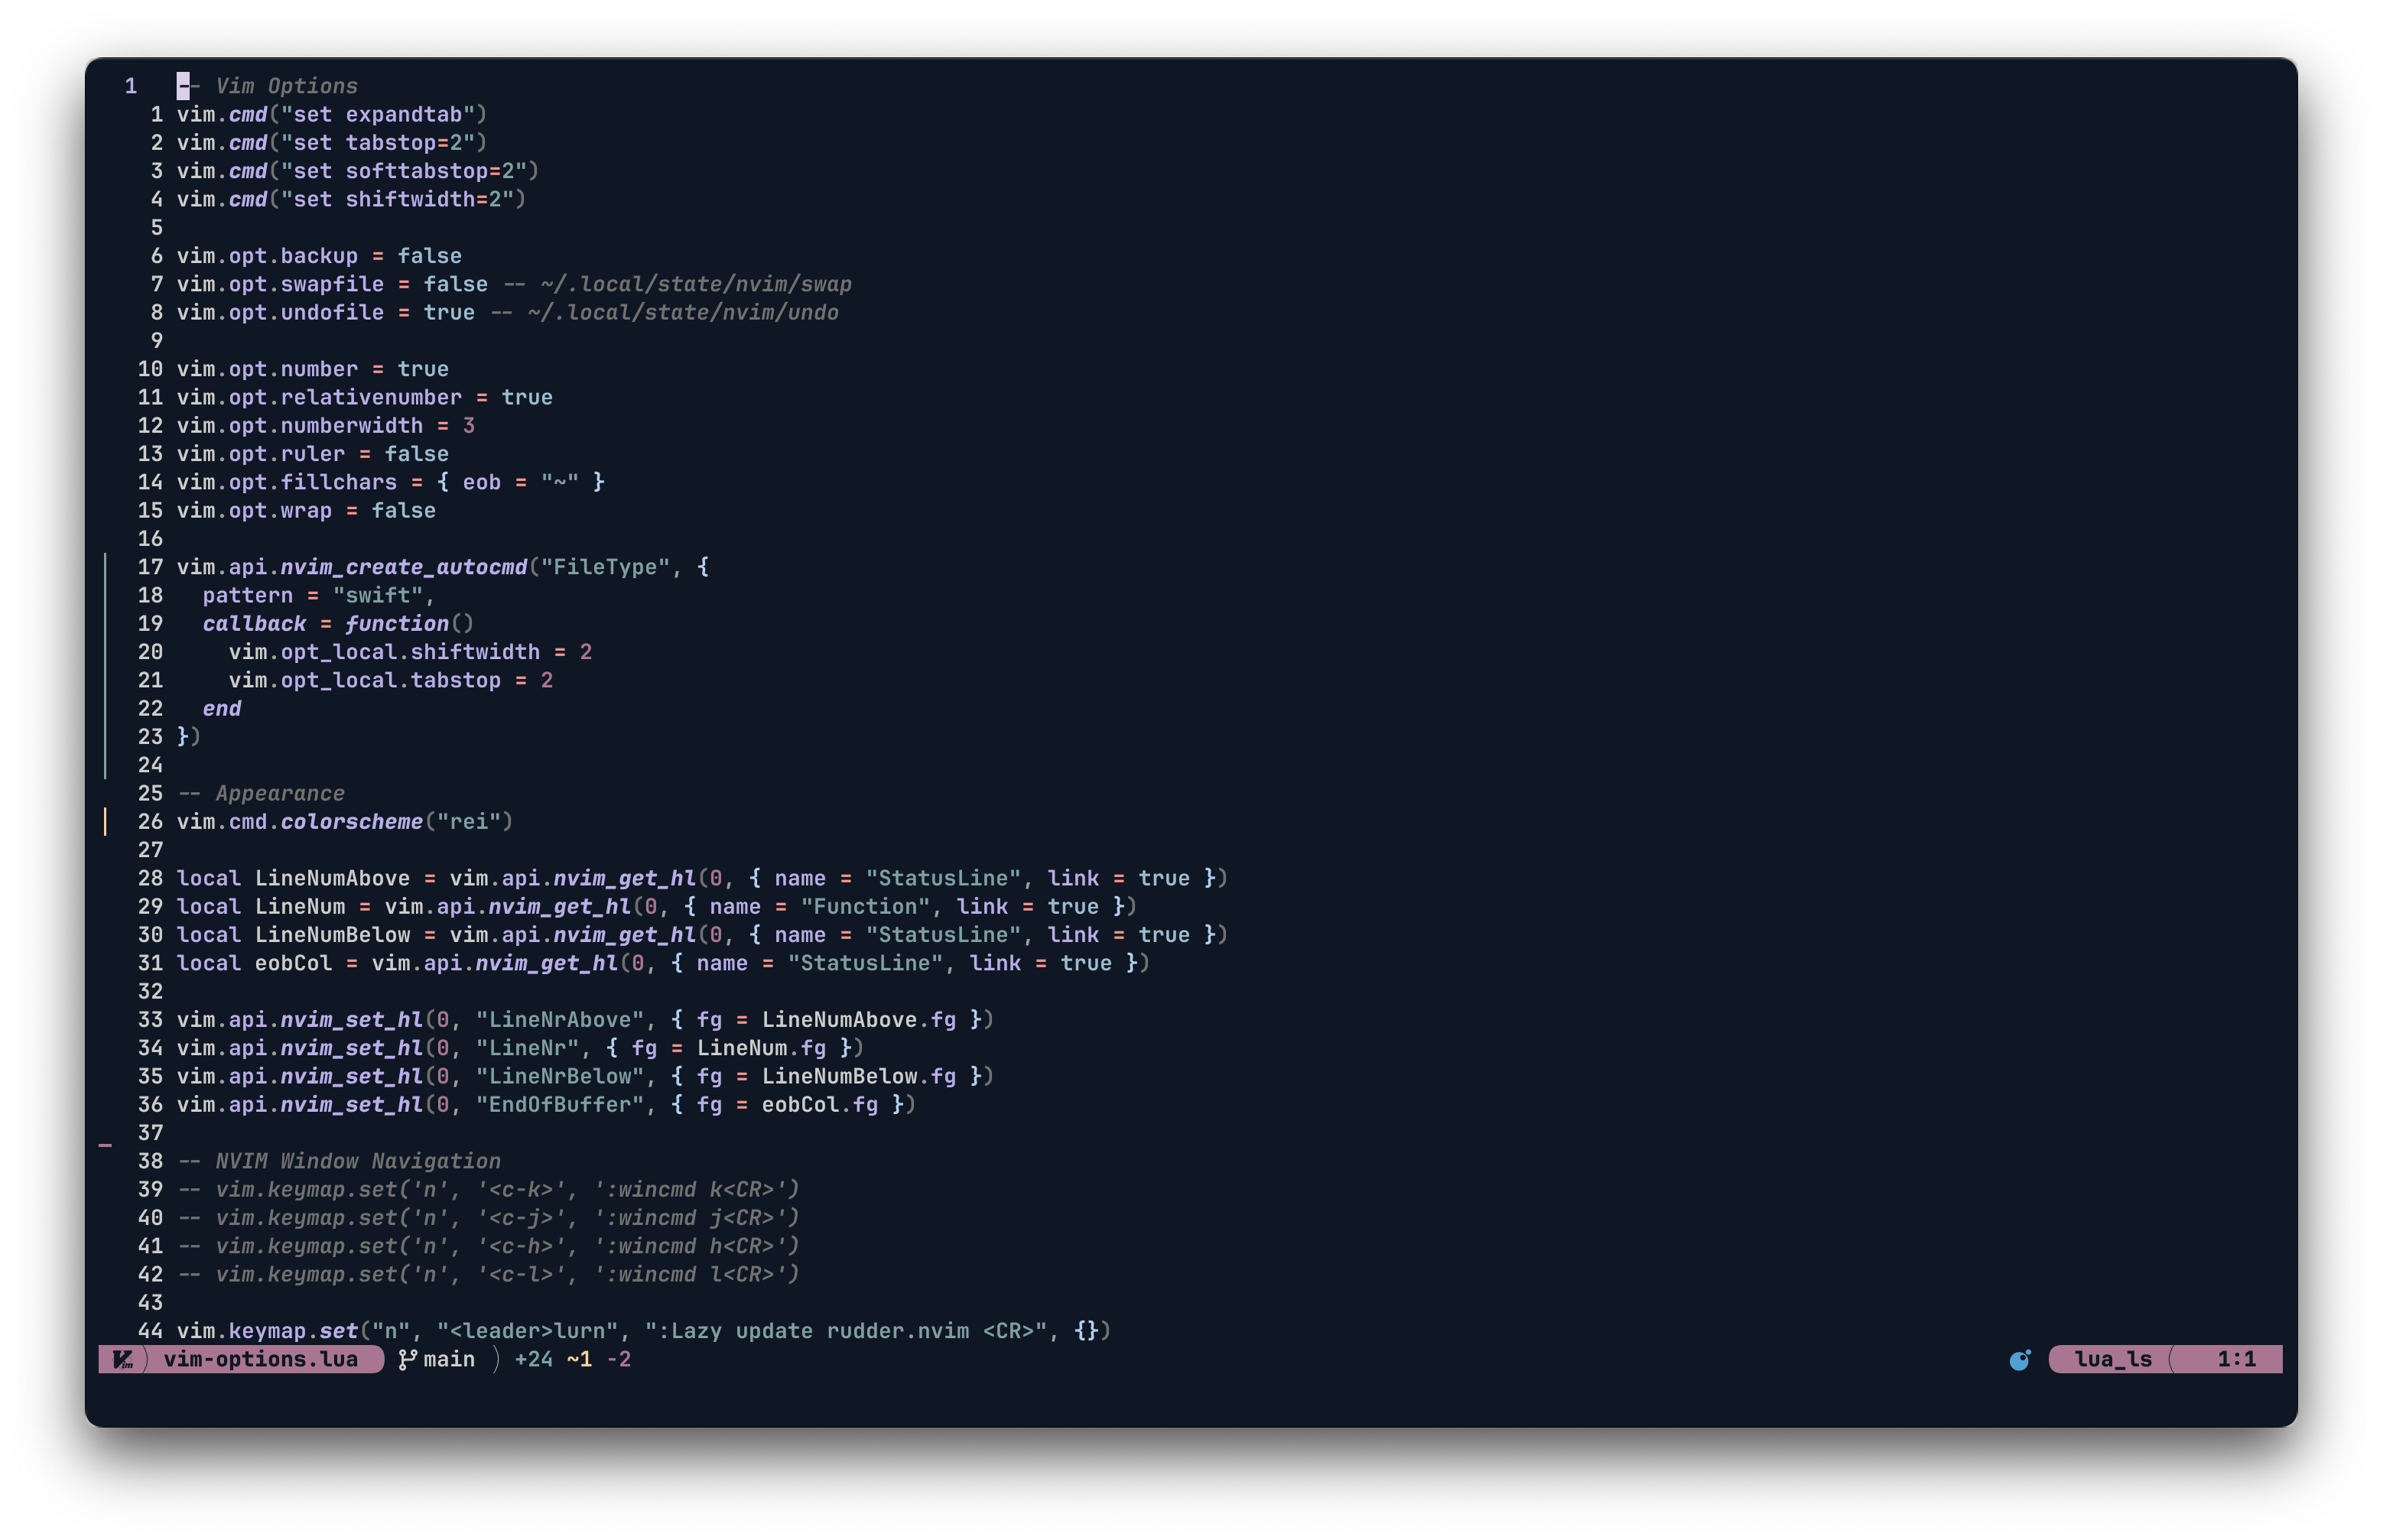 1 -- Vim Options
1 vim.cmd("set expandtab")
2 vim.cmd("set tabstop=2")
3 vim.cmd("set softtabstop=2")
4 vim.cmd("set shiftwidth=2")
5
6 vim.opt.backup = false
7 vim.opt.swapfile = false -- ~/.local/state/nvim/swap
8 vim.opt.undofile = true -- ~/.local/state/nvim/undo
9
10 vim.opt.number = true
11 vim.opt.relativenumber = true
12 vim.opt.numberwidth = 3
13 vim.opt.ruler = false
14 vim.opt.fillchars = { eob = "~" }
15 vim.opt.wrap = false
16
17 vim.api.nvim_create_autocmd("FileType", {
18   pattern = "swift",
19   callback = function()
20     vim.opt_local.shiftwidth = 2
21     vim.opt_local.tabstop = 2
22   end
23 })
24
25 -- Appearance
26 vim.cmd.colorscheme("rei")
27
28 local LineNumAbove = vim.api.nvim_get_hl(0, { name = "StatusLine", link = true })
29 local LineNum = vim.api.nvim_get_hl(0, { name = "Function", link = true })
30 local LineNumBelow = vim.api.nvim_get_hl(0, { name = "StatusLine", link = true })
31 local eobCol = vim.api.nvim_get_hl(0, { name = "StatusLine", link = true })
32
33 vim.api.nvim_set_hl(0, "LineNrAbove", { fg = LineNumAbove.fg })
34 vim.api.nvim_set_hl(0, "LineNr", { fg = LineNum.fg })
35 vim.api.nvim_set_hl(0, "LineNrBelow", { fg = LineNumBelow.fg })
36 vim.api.nvim_set_hl(0, "EndOfBuffer", { fg = eobCol.fg })
37
38 -- NVIM Window Navigation
39 -- vim.keymap.set('n', '<c-k>', ':wincmd k<CR>')
40 -- vim.keymap.set('n', '<c-j>', ':wincmd j<CR>')
41 -- vim.keymap.set('n', '<c-h>', ':wincmd h<CR>')
42 -- vim.keymap.set('n', '<c-l>', ':wincmd l<CR>')
43
44 vim.keymap.set("n", "<leader>lurn", ":Lazy update rudder.nvim <CR>", {})
Vim vim-options.lua main +24 ~1 -2 lua_ls 1:1